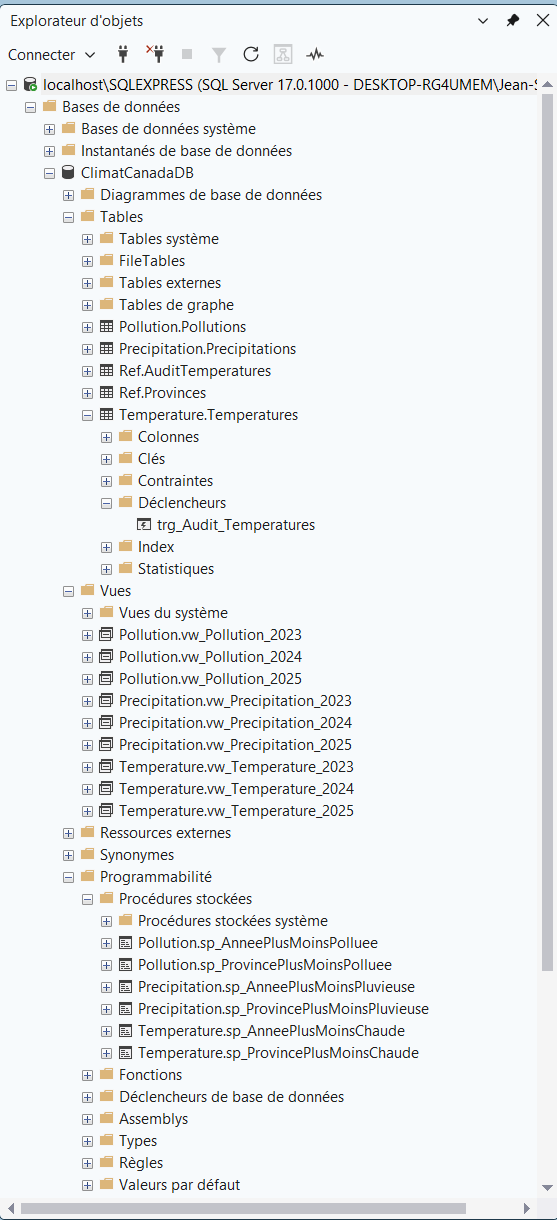 Explorateur d'objets
Connecter
localhost\SQLEXPRESS (SQL Server 17.0.1000 - DESKTOP-RG4UMEM\Jean-S
Bases de données
Bases de données système
Instantanés de base de données
ClimatCanadaDB
Diagrammes de base de données
Tables
Tables système
FileTables
Tables externes
Tables de graphe
Pollution.Pollutions
Precipitation.Precipitations
Ref.AuditTemperatures
Ref.Provinces
Temperature.Temperatures
Colonnes
Clés
Contraintes
Déclencheurs
trg_Audit_Temperatures
Index
Statistiques
Vues
Vues du système
Pollution.vw_Pollution_2023
Pollution.vw_Pollution_2024
Pollution.vw_Pollution_2025
Precipitation.vw_Precipitation_2023
Precipitation.vw_Precipitation_2024
Precipitation.vw_Precipitation_2025
Temperature.vw_Temperature_2023
Temperature.vw_Temperature_2024
Temperature.vw_Temperature_2025
Ressources externes
Synonymes
Programmabilité
Procédures stockées
Procédures stockées système
Pollution.sp_AnneePlusMoinsPolluee
Pollution.sp_ProvincePlusMoinsPolluee
Precipitation.sp_AnneePlusMoinsPluvieuse
Precipitation.sp_ProvincePlusMoinsPluvieuse
Temperature.sp_AnneePlusMoinsChaude
Temperature.sp_ProvincePlusMoinsChaude
Fonctions
Déclencheurs de base de données
Assemblys
Types
Règles
Valeurs par défaut